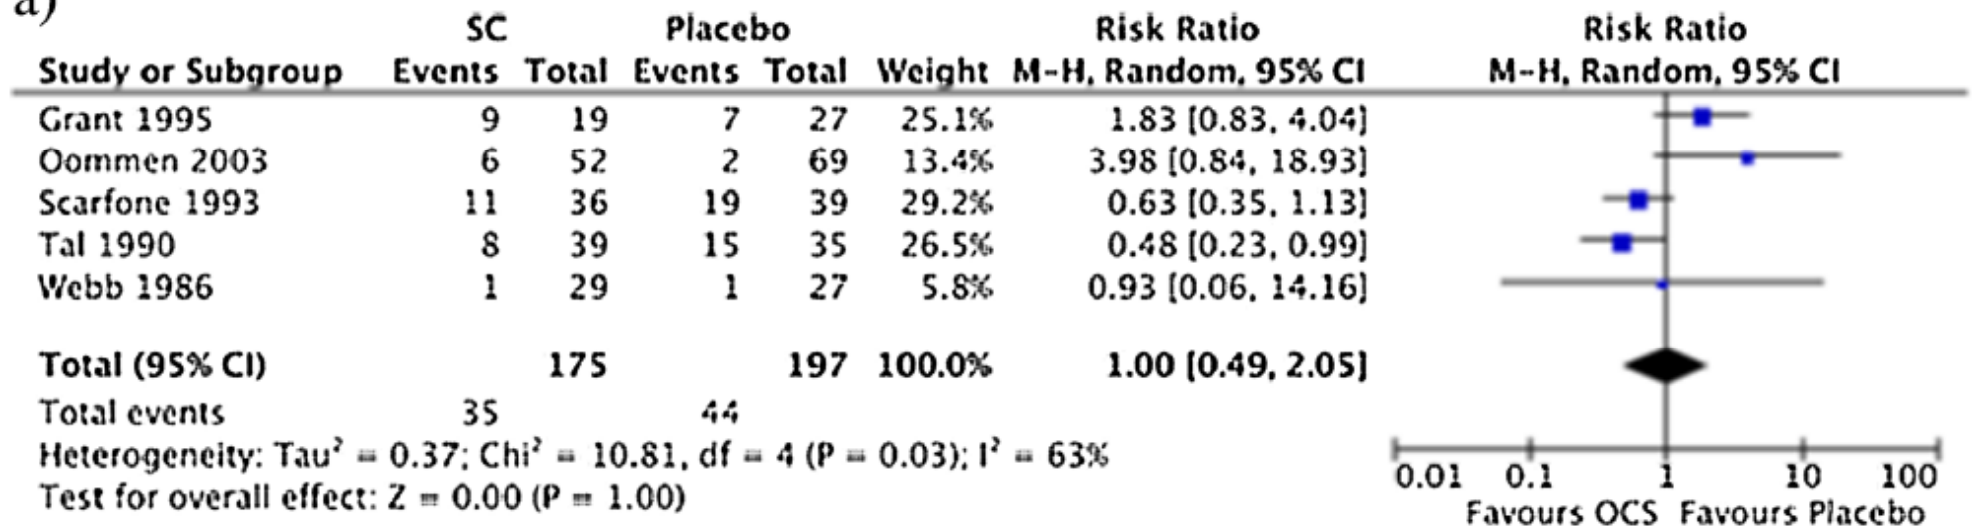 a)
SC Placebo Risk Ratio Risk Ratio
Study or Subgroup Events Total Events Total Weight M-H, Random, 95% CI M-H, Random, 95% CI
Grant 1995 9 19 7 27 25.1% 1.83 [0.83, 4.04]
Oommen 2003 6 52 2 69 13.4% 3.98 [0.84, 18.93]
Scarfone 1993 11 36 19 39 29.2% 0.63 [0.35, 1.13]
Tal 1990 8 39 15 35 26.5% 0.48 [0.23, 0.99]
Webb 1986 1 29 1 27 5.8% 0.93 [0.06, 14.16]
Total (95% CI) 175 197 100.0% 1.00 [0.49, 2.05]
Total events 35 44
Heterogeneity: Tau² = 0.37; Chi² = 10.81, df = 4 (P = 0.03); I² = 63%
Test for overall effect: Z = 0.00 (P = 1.00)
0.01 0.1 1 10 100
Favours OCS Favours Placebo